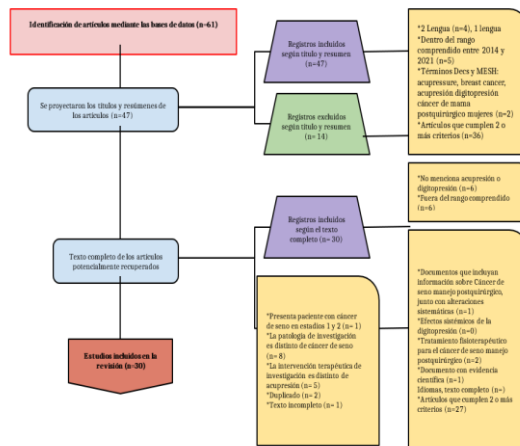 Identificación de artículos mediante las bases de datos (n-61)
Se proyectaron los títulos y resúmenes de
los artículos (n=47)
Registros incluidos
según título y resumen
(n=47)
Registros excluidos
según título y resumen
(n= 14)
*2 Lengua (n=4), 1 lengua
*Dentro del rango
comprendido entre 2014 y
2021 (n=5)
*Términos Decs y MESH:
acupressure, breast cancer,
acupresión digitopresión
cáncer de mama
postquirúrgico mujeres (n=2)
*Artículos que cumplen 2 o
más criterios (n=36)
*No menciona acupresión o
digitopresión (n=6)
*Fuera del rango comprendido
(n=6)
Registros incluidos
según el texto
completo (n= 30)
Texto completo de los artículos
potencialmente recuperados
Estudios incluidos en la
revisión (n-30)
*Presenta paciente con cáncer
de seno en estadios 1 y 2 (n= 1)
*La patología de investigación
es distinto de cáncer de seno
(n= 8)
*La intervención terapéutica de
investigación es distinto de
acupresión (n= 5)
*Duplicado (n= 2)
*Texto incompleto (n= 1)
*Documentos que incluyan
información sobre Cáncer de
seno manejo postquirúrgico,
junto con alteraciones
sistemáticas (n=1)
*Efectos sistémicos de la
digitopresión (n=0)
*Tratamiento fisioterapéutico
para el cáncer de seno manejo
postquirúrgico (n=2)
*Documento con evidencia
científica (n=1)
Idiomas, texto completo (n=)
*Artículos que cumplen 2 o más
criterios (n=27)